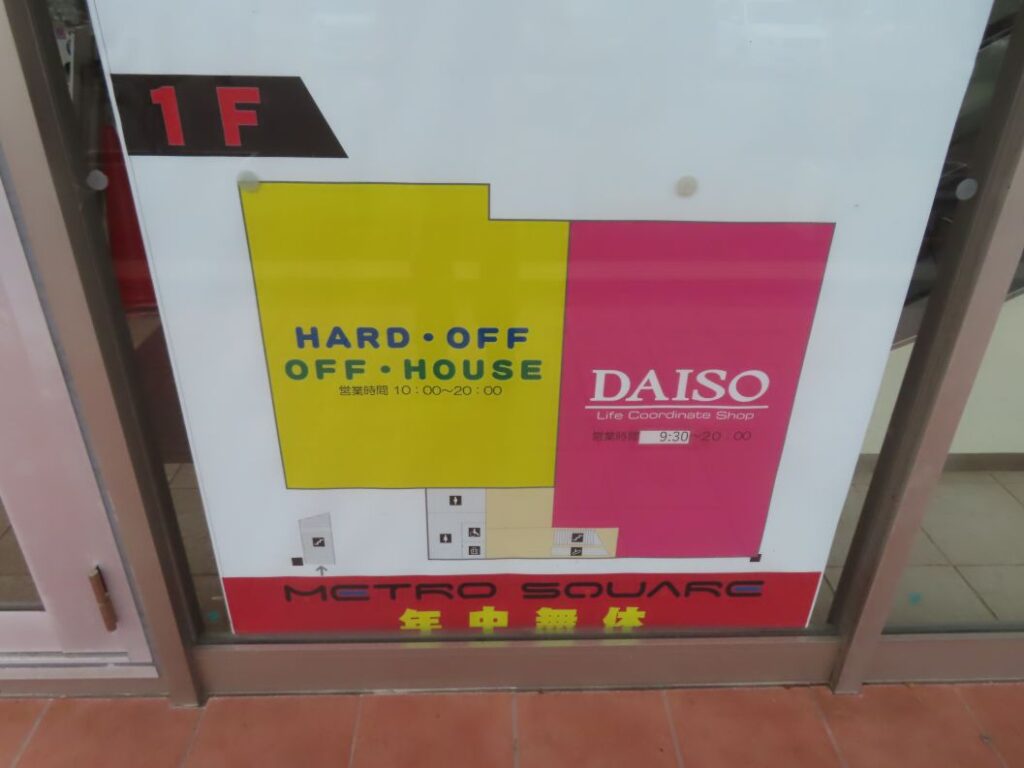 1F
HARD・OFF
OFF・HOUSE
営業時間 10：00～20：00
DAISO
Life Coordinate Shop
営業時間 9:30～20：00
METRO SQUARE
年中無休